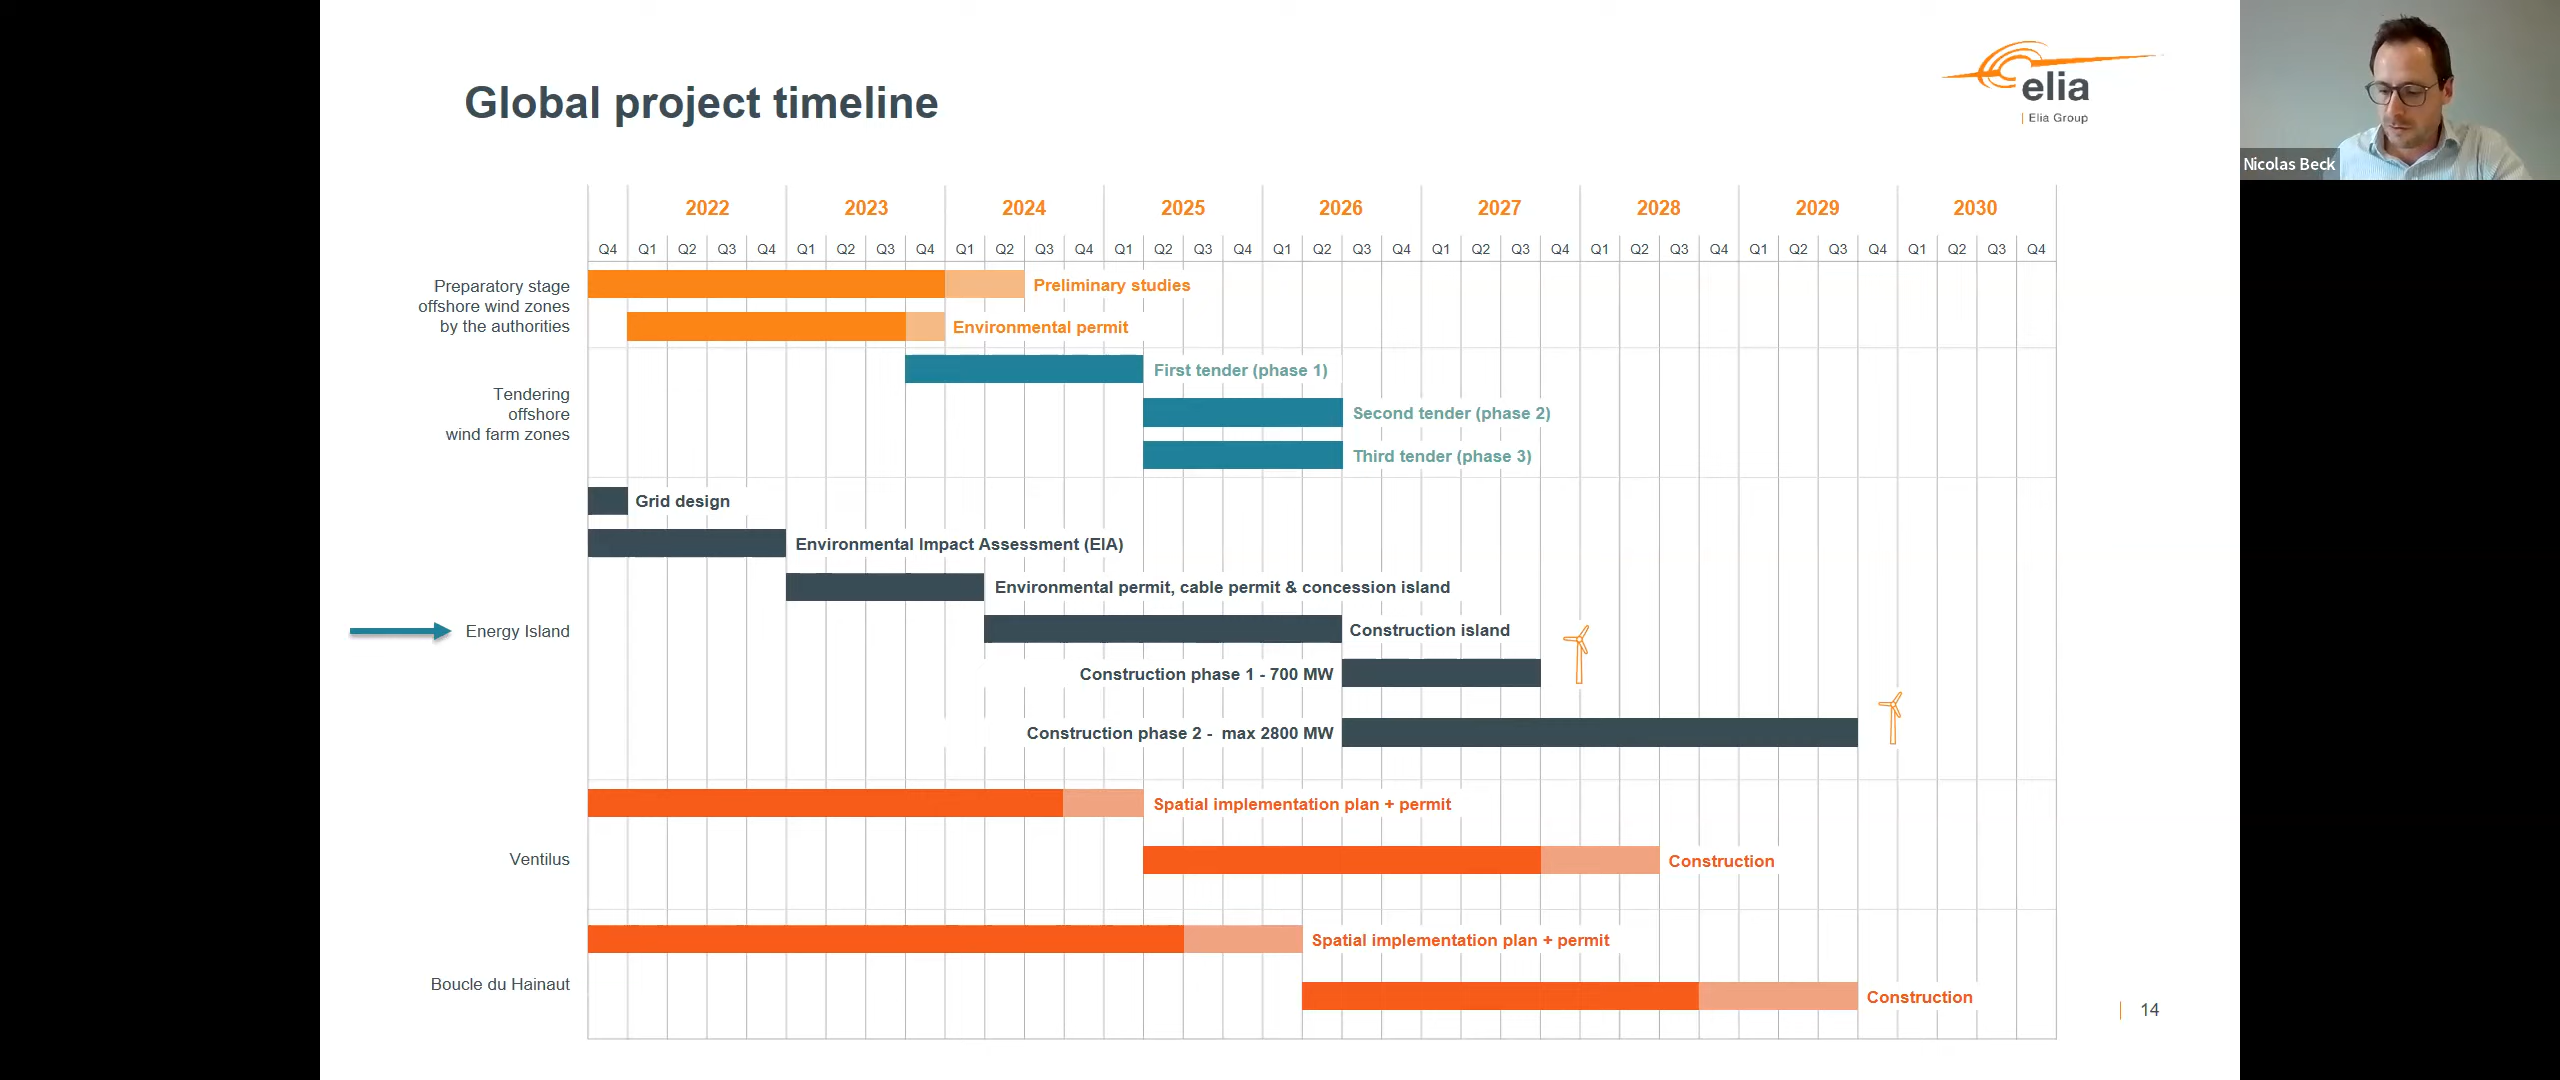 Global project timeline
elia
Elia Group
Nicolas Beck
2022 2023 2024 2025 2026 2027 2028 2029 2030
Q4 Q1 Q2 Q3 Q4 Q1 Q2 Q3 Q4 Q1 Q2 Q3 Q4 Q1 Q2 Q3 Q4 Q1 Q2 Q3 Q4 Q1 Q2 Q3 Q4 Q1 Q2 Q3 Q4 Q1 Q2 Q3 Q4 Q1 Q2 Q3 Q4
Preparatory stage
offshore wind zones
by the authorities
Preliminary studies
Environmental permit
Tendering
offshore
wind farm zones
First tender (phase 1)
Second tender (phase 2)
Third tender (phase 3)
Energy Island
Grid design
Environmental Impact Assessment (EIA)
Environmental permit, cable permit & concession island
Construction island
Construction phase 1 - 700 MW
Construction phase 2 - max 2800 MW
Ventilus
Spatial implementation plan + permit
Construction
Boucle du Hainaut
Spatial implementation plan + permit
Construction
14